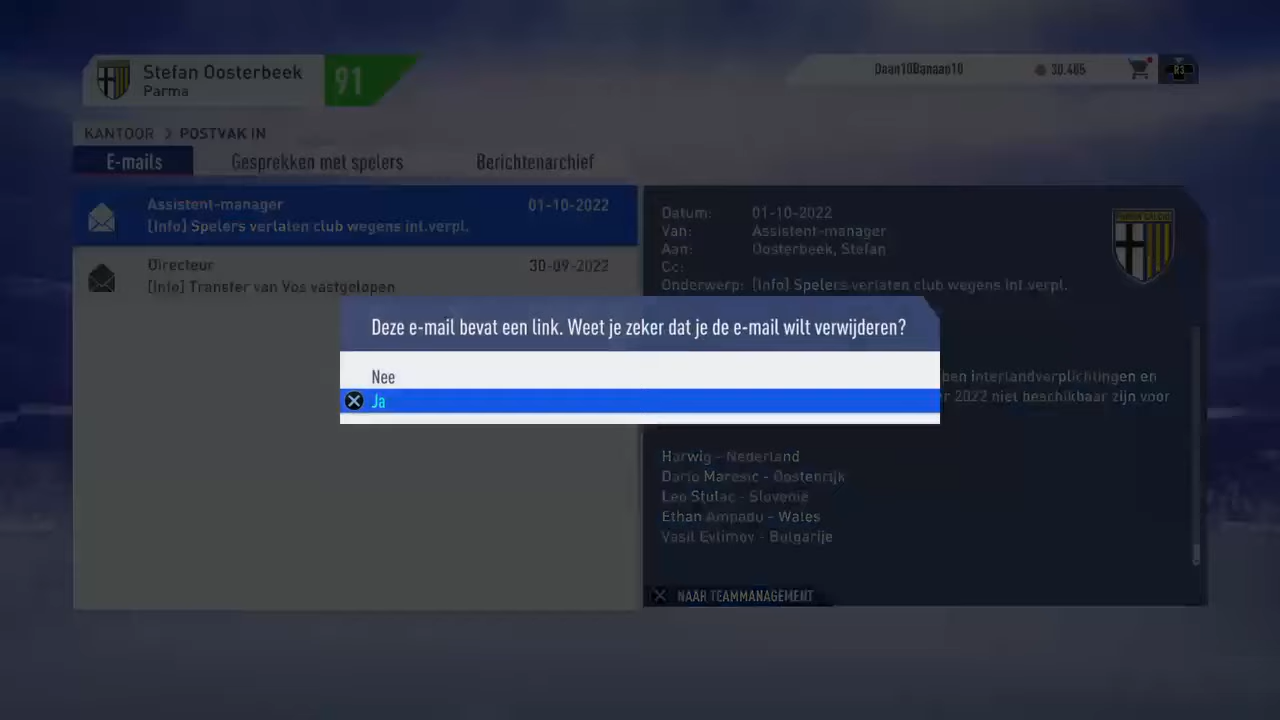 Stefan Oosterbeek
Parma
91
Daan10Banaan10
30.465
R3
KANTOOR > POSTVAK IN
E-mails
Gesprekken met spelers
Berichtenarchief
Assistent-manager
01-10-2022
[Info] Spelers verlaten club wegens int.verpl.
Directeur
30-09-2022
[Info] Transfer van Vos vastgelopen
Datum: 01-10-2022
Van: Assistent-manager
Aan: Oosterbeek, Stefan
Cc:
Onderwerp: [Info] Spelers verlaten club wegens int.verpl.
Deze e-mail bevat een link. Weet je zeker dat je de e-mail wilt verwijderen?
Nee
Ja
ben interlandverplichtingen en
r 2022 niet beschikbaar zijn voor
Harwig - Nederland
Dario Maresic - Oostenrijk
Leo Stulac - Slovenië
Ethan Ampadu - Wales
Vasil Evtimov - Bulgarije
NAAR TEAMMANAGEMENT